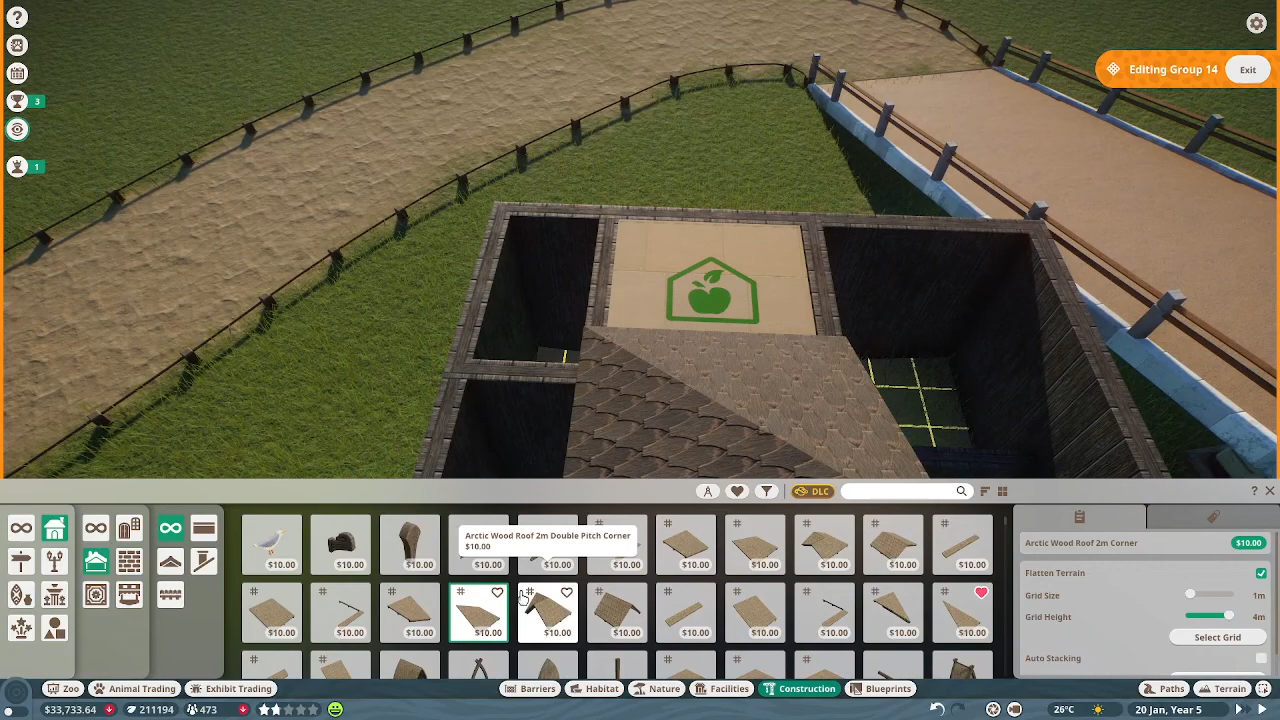 ?
Editing Group 14
Exit
3
1
DLC
? ×
Arctic Wood Roof 2m Double Pitch Corner
$10.00
$10.00 $10.00 $10.00 $10.00 $10.00 $10.00 $10.00 $10.00 $10.00 $10.00 $10.00
$10.00 $10.00 $10.00 $10.00 $10.00 $10.00 $10.00 $10.00 $10.00 $10.00 $10.00
Arctic Wood Roof 2m Corner $10.00
Flatten Terrain
Grid Size 1m
Grid Height 4m
Select Grid
Auto Stacking
Zoo Animal Trading Exhibit Trading Barriers Habitat Nature Facilities Construction Blueprints Paths Terrain
$33,733.64 211194 473 26°C 20 Jan, Year 5